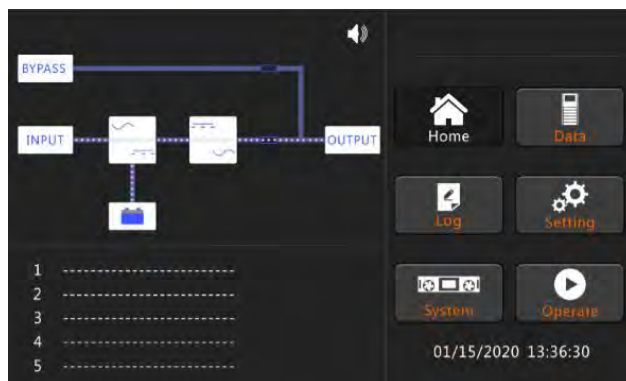 BYPASS
INPUT
OUTPUT
1 ------------------------
2 ------------------------
3 ------------------------
4 ------------------------
5 ------------------------
Home
Data
Log
Setting
System
Operate
01/15/2020 13:36:30